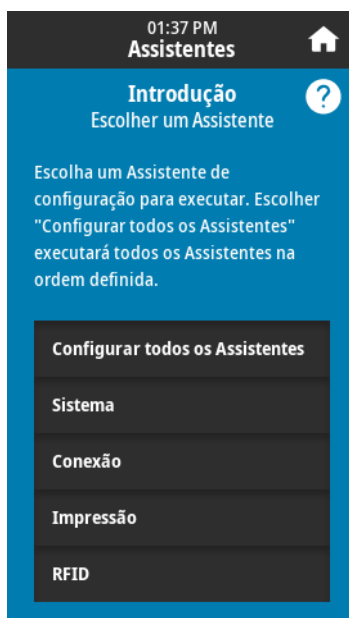 01:37 PM
Assistentes
Introdução
?
Escolher um Assistente
Escolha um Assistente de
configuração para executar. Escolher
"Configurar todos os Assistentes"
executará todos os Assistentes na
ordem definida.
Configurar todos os Assistentes
Sistema
Conexão
Impressão
RFID